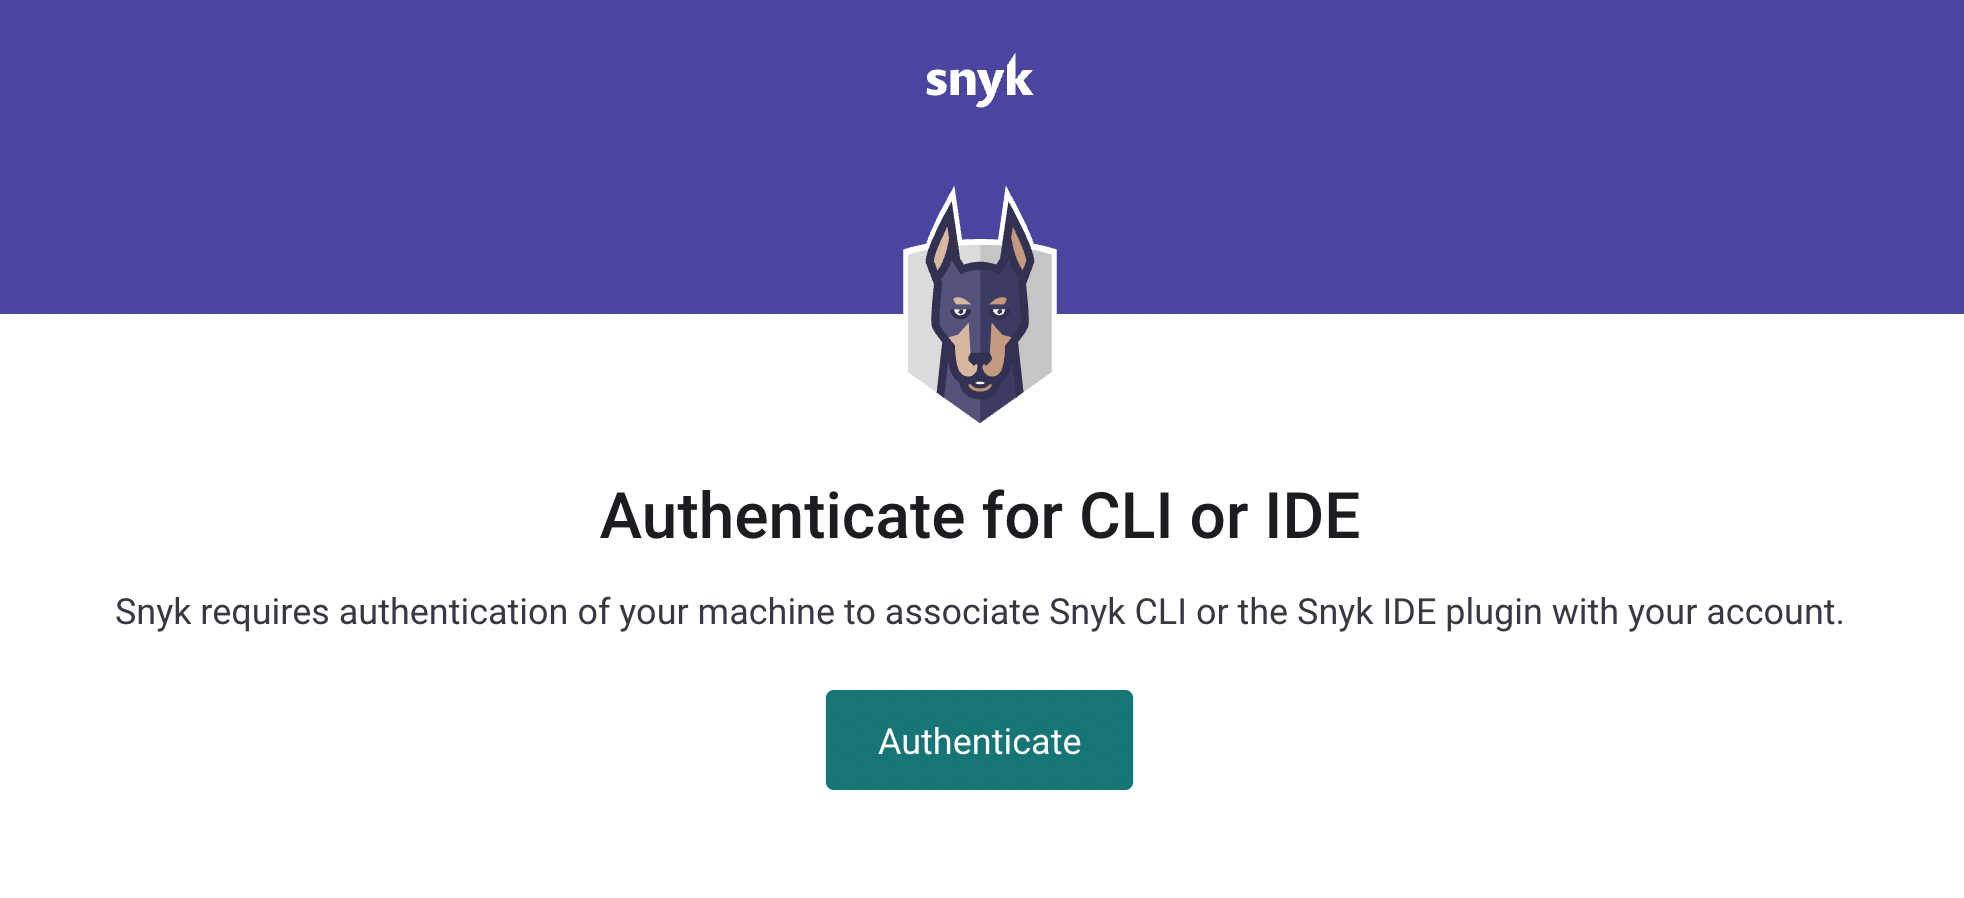 snyk
Authenticate for CLI or IDE
Snyk requires authentication of your machine to associate Snyk CLI or the Snyk IDE plugin with your account.
Authenticate